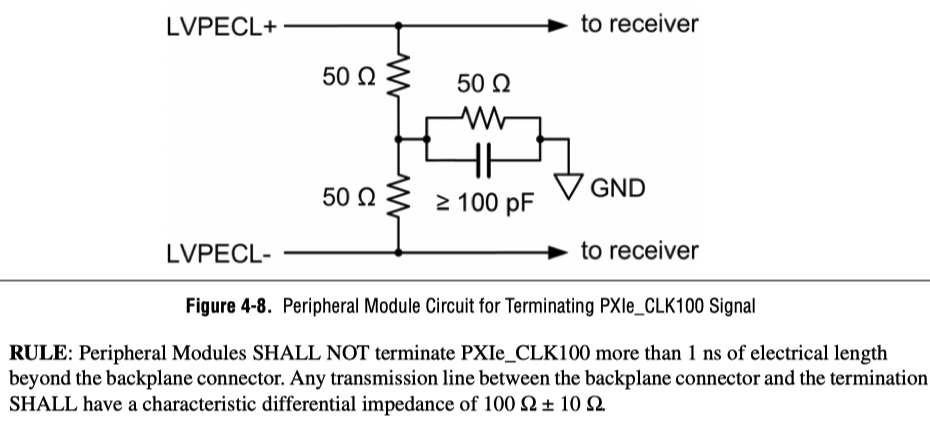 LVPECL+
to receiver
50 Ω
50 Ω
50 Ω
≥ 100 pF
GND
LVPECL-
to receiver
Figure 4-8. Peripheral Module Circuit for Terminating PXIe_CLK100 Signal
RULE: Peripheral Modules SHALL NOT terminate PXIe_CLK100 more than 1 ns of electrical length
beyond the backplane connector. Any transmission line between the backplane connector and the termination
SHALL have a characteristic differential impedance of 100 Ω ± 10 Ω.